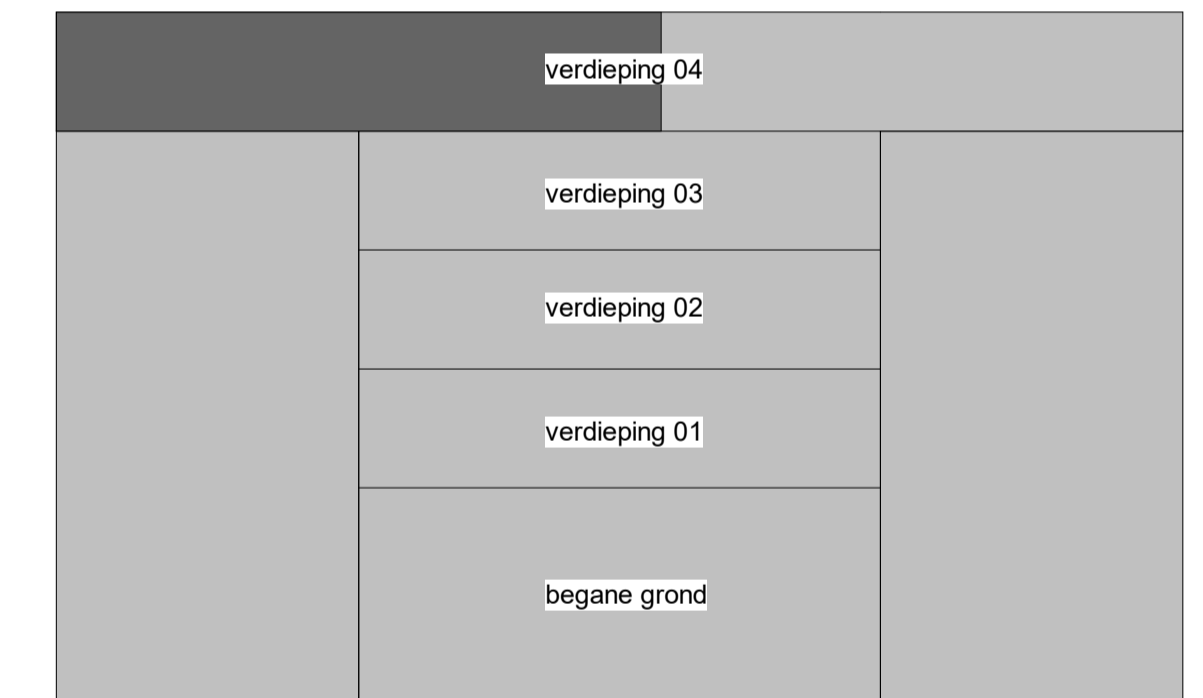 verdieping 04
verdieping 03
verdieping 02
verdieping 01
begane grond